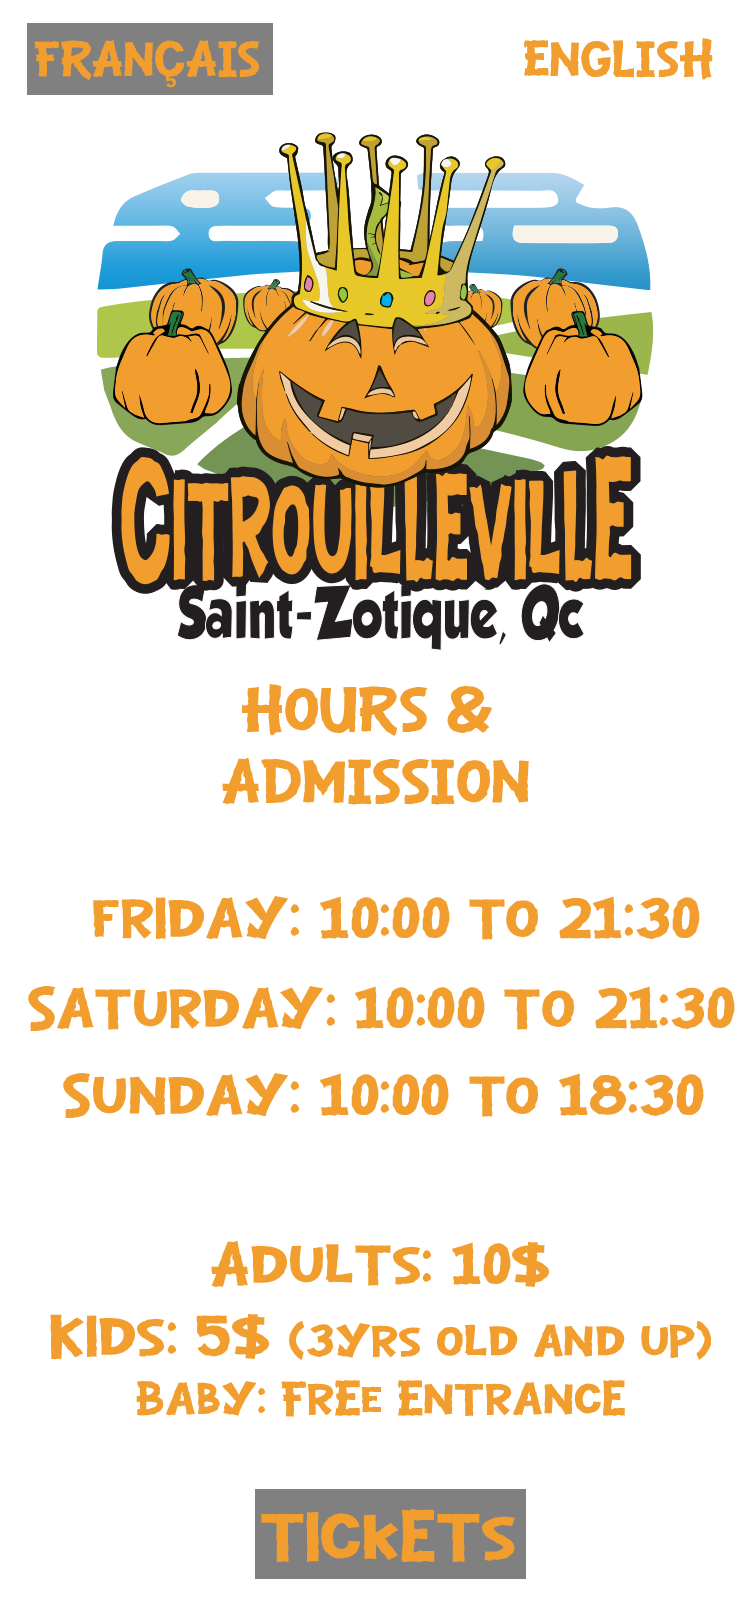 FRANÇAIS
ENGLISH
CITROUILLEVILLE
Saint-Zotique, Qc
HOURS &
ADMISSION
FRIDAY: 10:00 TO 21:30
SATURDAY: 10:00 TO 21:30
SUNDAY: 10:00 TO 18:30
ADULTS: 10$
KIDS: 5$ (3YRS OLD AND UP)
BABY: FREE ENTRANCE
TICKETS